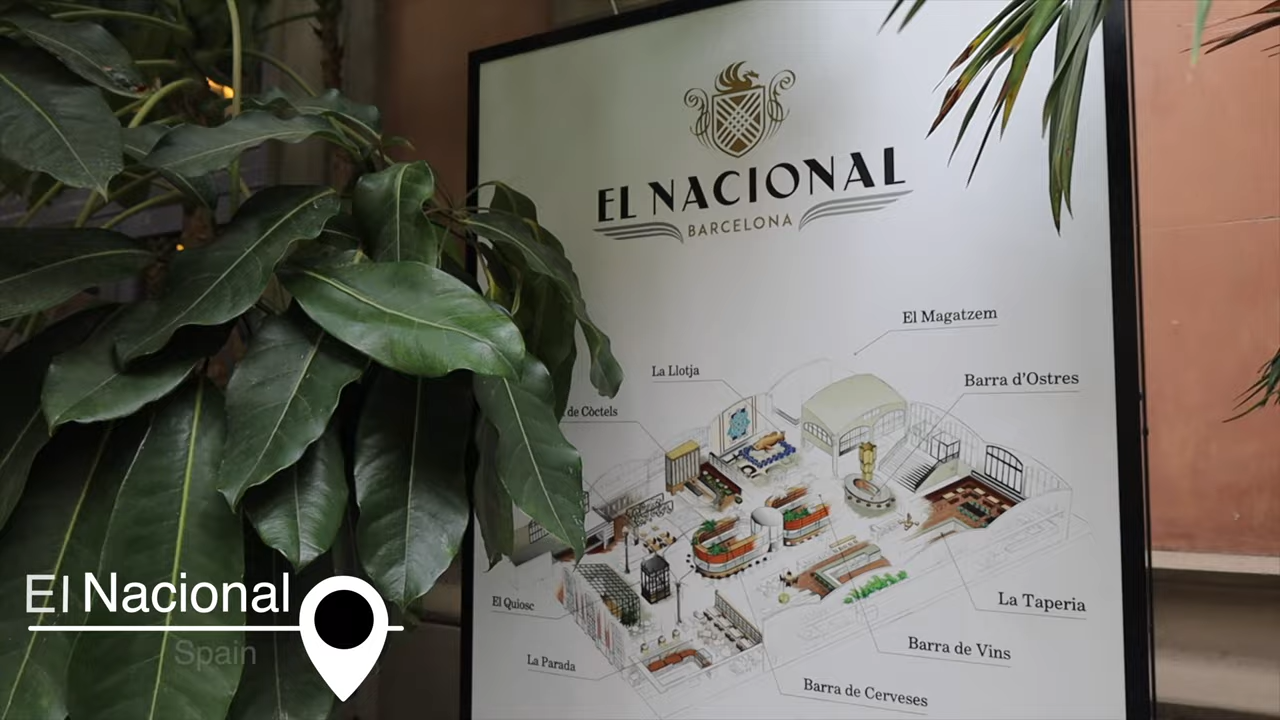 EL NACIONAL
BARCELONA
El Magatzem
La Llotja
Barra d'Ostres
de Còctels
El Quiosc
La Taperia
Barra de Vins
La Parada
Barra de Cerveses
El Nacional
Spain